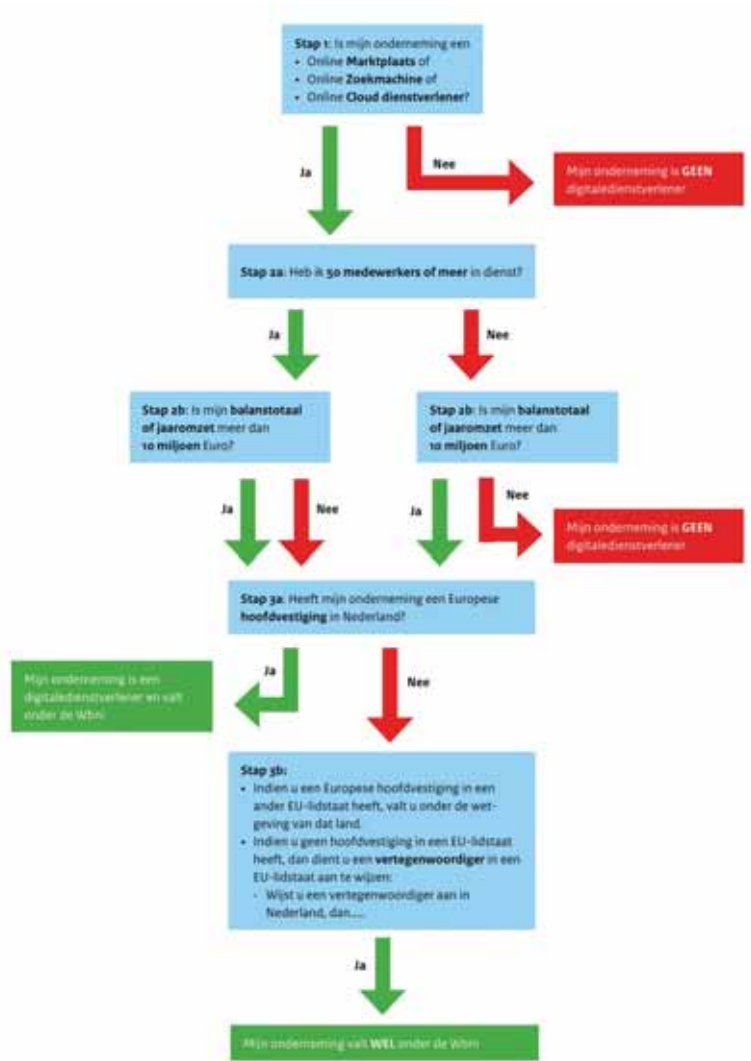 Stap 1: Is mijn onderneming een
• Online Marktplaats of
• Online Zoekmachine of
• Online Cloud dienstverlener?
Ja
Nee
Mijn onderneming is GEEN
digitaledienstverlener
Stap 2a: Heb ik 50 medewerkers of meer in dienst?
Ja
Nee
Stap 2b: Is mijn balanstotaal
of jaaromzet meer dan
10 miljoen Euro?
Stap 2b: Is mijn balanstotaal
of jaaromzet meer dan
10 miljoen Euro?
Ja
Nee
Ja
Nee
Mijn onderneming is GEEN
digitaledienstverlener
Stap 3a: Heeft mijn onderneming een Europese
hoofdvestiging in Nederland?
Ja
Nee
Mijn onderneming is een
digitaledienstverlener en valt
onder de Wbni
Stap 3b:
• Indien u een Europese hoofdvestiging in een
ander EU-lidstaat heeft, valt u onder de wet-
geving van dat land.
• Indien u geen hoofdvestiging in een EU-lidstaat
heeft, dan dient u een vertegenwoordiger in een
EU-lidstaat aan te wijzen:
- Wijst u een vertegenwoordiger aan in
Nederland, dan.....
Ja
Mijn onderneming valt WEL onder de Wbni